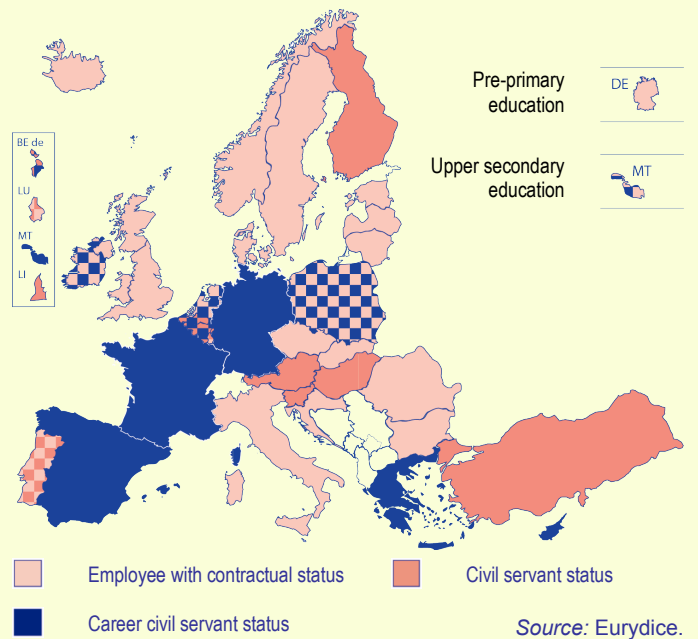 Pre-primary
education
DE
Upper secondary
education
MT
BE de
LU
MT
LI
Employee with contractual status
Civil servant status
Career civil servant status
Source: Eurydice.